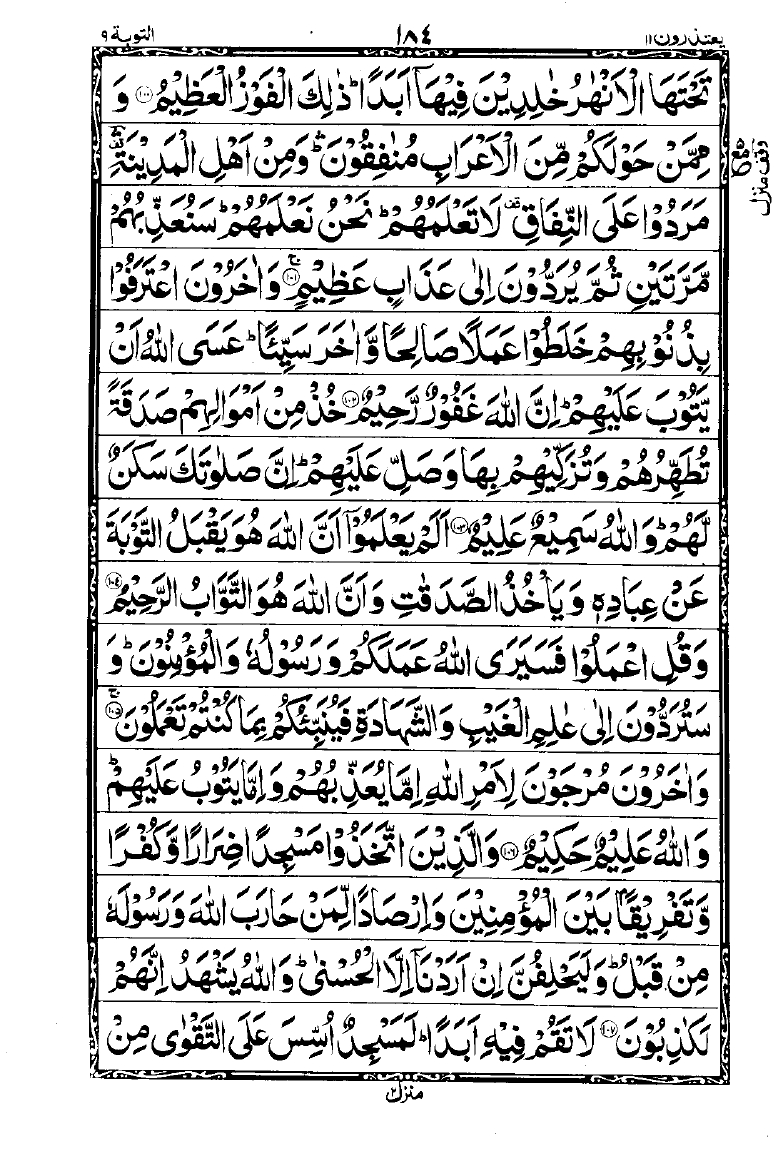 يعتذرون ١١ ١٨٤ التوبة ٩
تَحْتَهَا الْاَنْهٰرُ خٰلِدِيْنَ فِيْهَاۤ اَبَدًا ؕ ذٰلِكَ الْفَوْزُ الْعَظِيْمُ ﴿١٠٠﴾ وَ
مِمَّنْ حَوْلَكُمْ مِّنَ الْاَعْرَابِ مُنٰفِقُوْنَ ؕ وَمِنْ اَهْلِ الْمَدِيْنَةِ ؔۛ
وقف منزل
مَرَدُوْا عَلَى النِّفَاقِ ۫ لَا تَعْلَمُهُمْ ؕ نَحْنُ نَعْلَمُهُمْ ؕ سَنُعَذِّبُهُمْ
مَّرَّتَيْنِ ثُمَّ يُرَدُّوْنَ اِلٰى عَذَابٍ عَظِيْمٍ ۚ﴿١٠١﴾ وَاٰخَرُوْنَ اعْتَرَفُوْا
بِذُنُوْبِهِمْ خَلَطُوْا عَمَلًا صَالِحًا وَّاٰخَرَ سَيِّئًا ؕ عَسَى اللّٰهُ اَنْ
يَّتُوْبَ عَلَيْهِمْ ؕ اِنَّ اللّٰهَ غَفُوْرٌ رَّحِيْمٌ ﴿١٠٢﴾ خُذْ مِنْ اَمْوَالِهِمْ صَدَقَةً
تُطَهِّرُهُمْ وَتُزَكِّيْهِمْ بِهَا وَصَلِّ عَلَيْهِمْ ؕ اِنَّ صَلٰوتَكَ سَكَنٌ
لَّهُمْ ؕ وَاللّٰهُ سَمِيْعٌ عَلِيْمٌ ﴿١٠٣﴾ اَلَمْ يَعْلَمُوْۤا اَنَّ اللّٰهَ هُوَ يَقْبَلُ التَّوْبَةَ
عَنْ عِبَادِهٖ وَيَاْخُذُ الصَّدَقٰتِ وَاَنَّ اللّٰهَ هُوَ التَّوَّابُ الرَّحِيْمُ ﴿١٠٤﴾
وَقُلِ اعْمَلُوْا فَسَيَرَى اللّٰهُ عَمَلَكُمْ وَرَسُوْلُهٗ وَالْمُؤْمِنُوْنَ ؕ وَ
سَتُرَدُّوْنَ اِلٰى عٰلِمِ الْغَيْبِ وَالشَّهَادَةِ فَيُنَبِّئُكُمْ بِمَا كُنْتُمْ تَعْمَلُوْنَ ۚ﴿١٠٥﴾
وَاٰخَرُوْنَ مُرْجَوْنَ لِاَمْرِ اللّٰهِ اِمَّا يُعَذِّبُهُمْ وَاِمَّا يَتُوْبُ عَلَيْهِمْ ؕ
وَاللّٰهُ عَلِيْمٌ حَكِيْمٌ ﴿١٠٦﴾ وَالَّذِيْنَ اتَّخَذُوْا مَسْجِدًا ضِرَارًا وَّكُفْرًا
وَّتَفْرِيْقًۢا بَيْنَ الْمُؤْمِنِيْنَ وَاِرْصَادًا لِّمَنْ حَارَبَ اللّٰهَ وَرَسُوْلَهٗ
مِنْ قَبْلُ ؕ وَلَيَحْلِفُنَّ اِنْ اَرَدْنَاۤ اِلَّا الْحُسْنٰى ؕ وَاللّٰهُ يَشْهَدُ اِنَّهُمْ
لَكٰذِبُوْنَ ﴿١٠٧﴾ لَا تَقُمْ فِيْهِ اَبَدًا ؕ لَمَسْجِدٌ اُسِّسَ عَلَى التَّقْوٰى مِنْ
منزل ٢